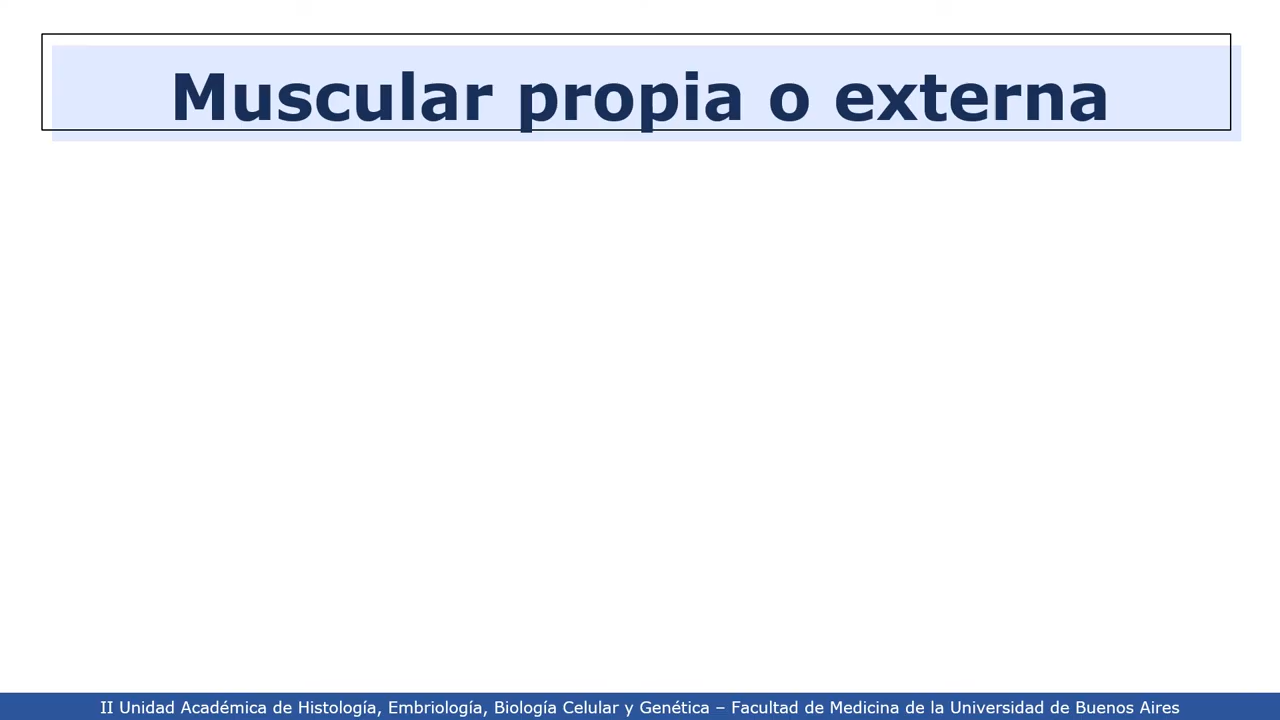 Muscular propia o externa
II Unidad Académica de Histología, Embriología, Biología Celular y Genética – Facultad de Medicina de la Universidad de Buenos Aires